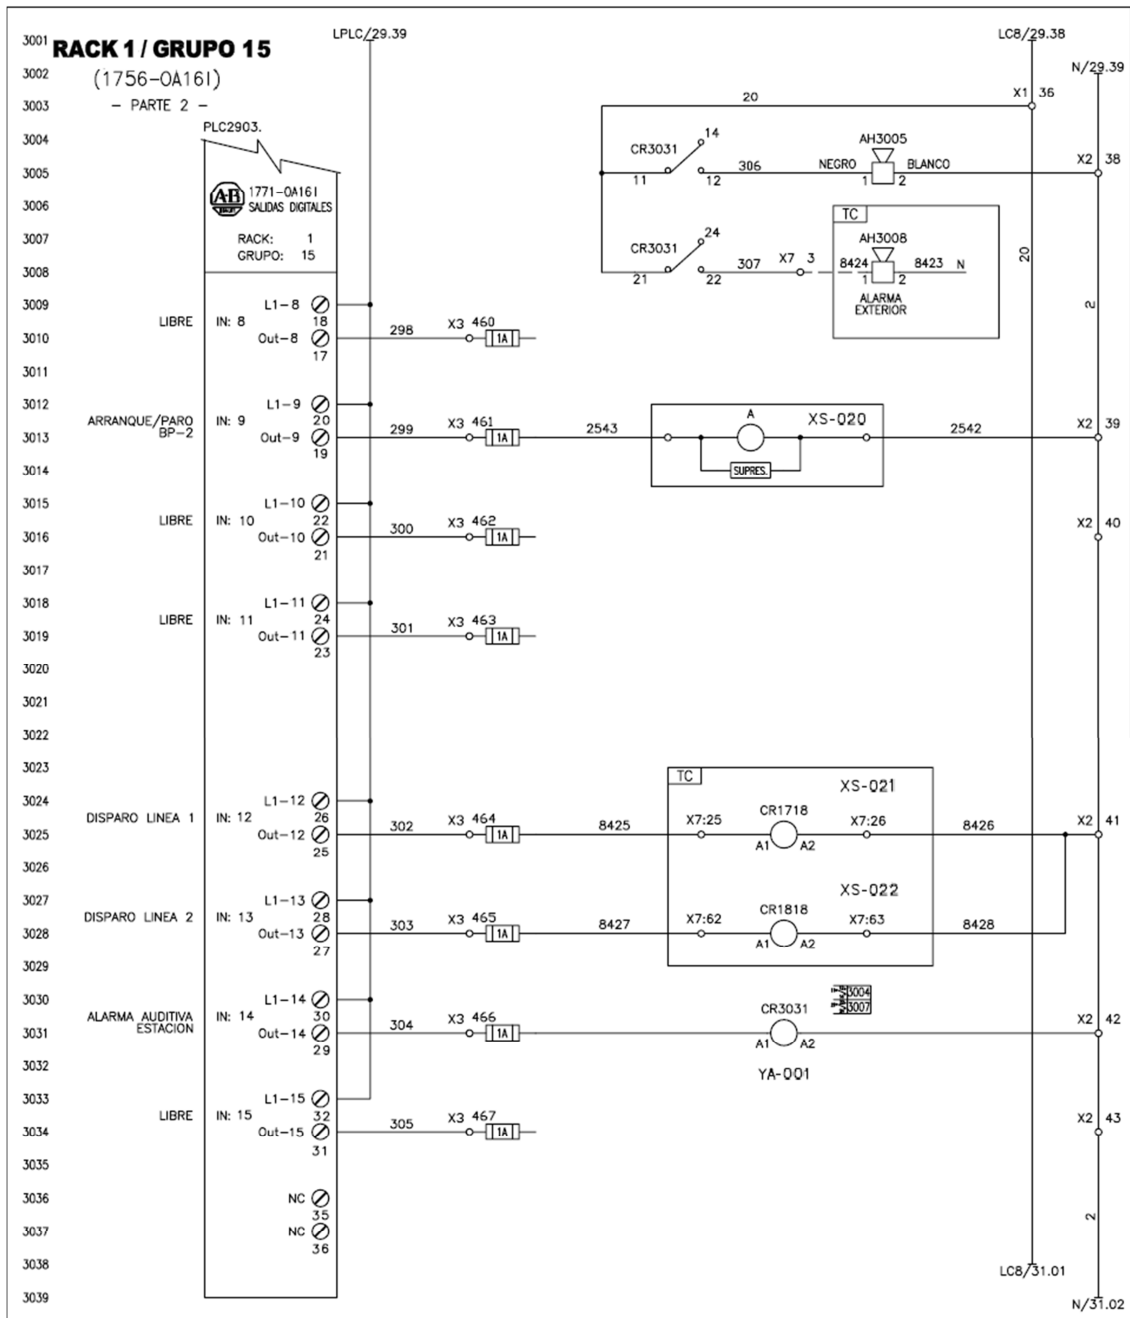 LPLC/29.39
LC8/29.38
3001 RACK 1 / GRUPO 15
N/29.39
3002 (1756-OA16I)
3003 - PARTE 2 -
20
X1 36
PLC2903.
3004
14
CR3031
AH3005
NEGRO
BLANCO
X2 38
3005
11
12
306
1
2
A-B
1771-OA16I
SALIDAS DIGITALES
3006
TC
3007
RACK: 1
GRUPO: 15
24
CR3031
AH3008
X7 3
8424
8423
N
20
3008
21
22
307
1
2
ALARMA
EXTERIOR
2
3009
L1-8
18
LIBRE
IN: 8
3010
Out-8
17
298
X3 460
1A
3011
3012
L1-9
20
ARRANQUE/PARO
BP-2
IN: 9
3013
Out-9
19
299
X3 461
1A
2543
A
XS-020
SUPRES.
2542
X2 39
3014
3015
L1-10
22
LIBRE
IN: 10
3016
Out-10
21
300
X3 462
1A
X2 40
3017
3018
L1-11
24
LIBRE
IN: 11
3019
Out-11
23
301
X3 463
1A
3020
3021
3022
3023
TC
XS-021
3024
L1-12
26
DISPARO LINEA 1
IN: 12
3025
Out-12
25
302
X3 464
1A
8425
X7:25
CR1718
A1 A2
X7:26
8426
X2 41
3026
XS-022
3027
L1-13
28
DISPARO LINEA 2
IN: 13
3028
Out-13
27
303
X3 465
1A
8427
X7:62
CR1818
A1 A2
X7:63
8428
3029
3030
L1-14
30
3004
3007
ALARMA AUDITIVA
ESTACION
IN: 14
3031
Out-14
29
304
X3 466
1A
CR3031
A1 A2
X2 42
YA-001
3032
3033
L1-15
32
LIBRE
IN: 15
3034
Out-15
31
305
X3 467
1A
X2 43
3035
3036
NC
35
3037
NC
36
2
3038
LC8/31.01
3039
N/31.02